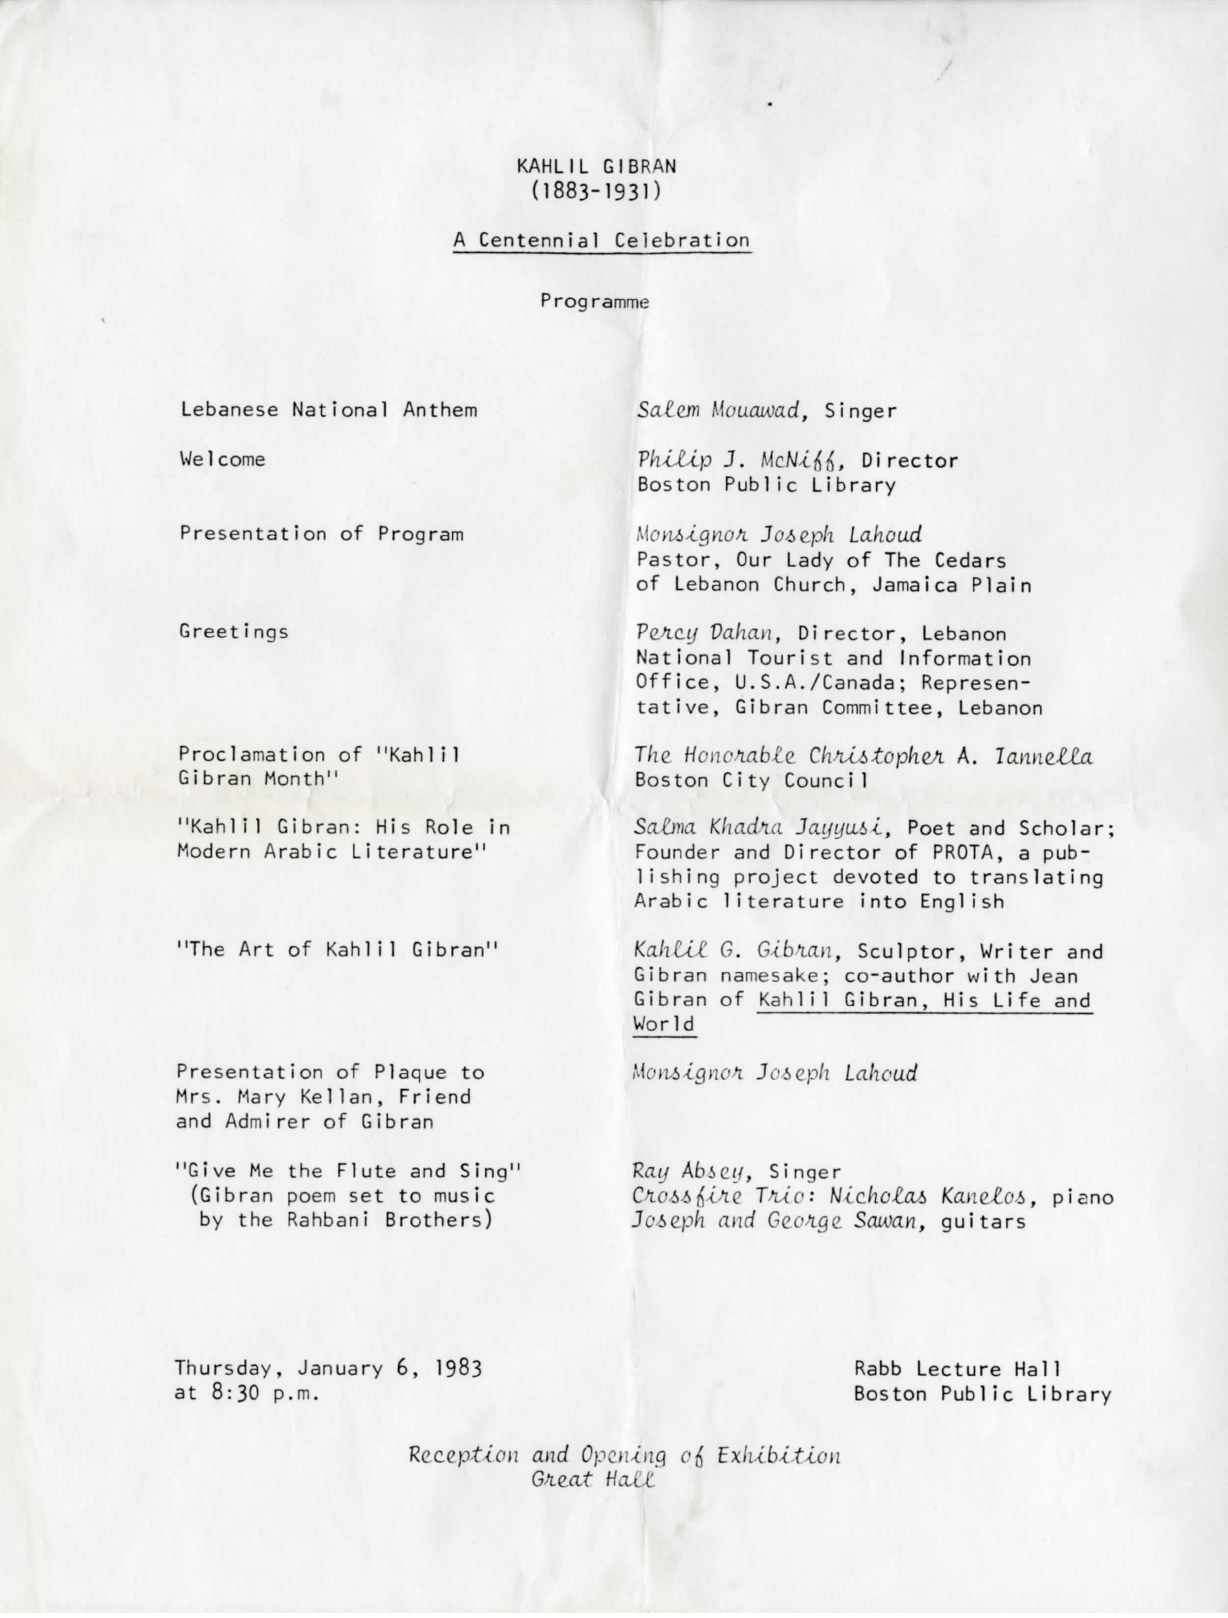 KAHLIL GIBRAN
(1883-1931)
A Centennial Celebration
Programme
Lebanese National Anthem
Salem Mouawad, Singer
Welcome
Philip J. McNiff, Director
Boston Public Library
Presentation of Program
Monsignor Joseph Lahoud
Pastor, Our Lady of The Cedars
of Lebanon Church, Jamaica Plain
Greetings
Percy Dahan, Director, Lebanon
National Tourist and Information
Office, U.S.A./Canada; Represen-
tative, Gibran Committee, Lebanon
Proclamation of "Kahlil
Gibran Month"
The Honorable Christopher A. Iannella
Boston City Council
"Kahlil Gibran: His Role in
Modern Arabic Literature"
Salma Khadra Jayyusi, Poet and Scholar;
Founder and Director of PROTA, a pub-
lishing project devoted to translating
Arabic literature into English
"The Art of Kahlil Gibran"
Kahlil G. Gibran, Sculptor, Writer and
Gibran namesake; co-author with Jean
Gibran of Kahlil Gibran, His Life and
World
Presentation of Plaque to
Mrs. Mary Kellan, Friend
and Admirer of Gibran
Monsignor Joseph Lahoud
"Give Me the Flute and Sing"
(Gibran poem set to music
by the Rahbani Brothers)
Ray Absey, Singer
Crossfire Trio: Nicholas Kanelos, piano
Joseph and George Sawan, guitars
Thursday, January 6, 1983
at 8:30 p.m.
Rabb Lecture Hall
Boston Public Library
Reception and Opening of Exhibition
Great Hall